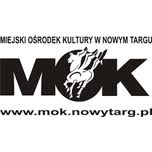 MIEJSKI OŚRODEK KULTURY W NOWYM TARGU
MOK
www.mok.nowytarg.pl